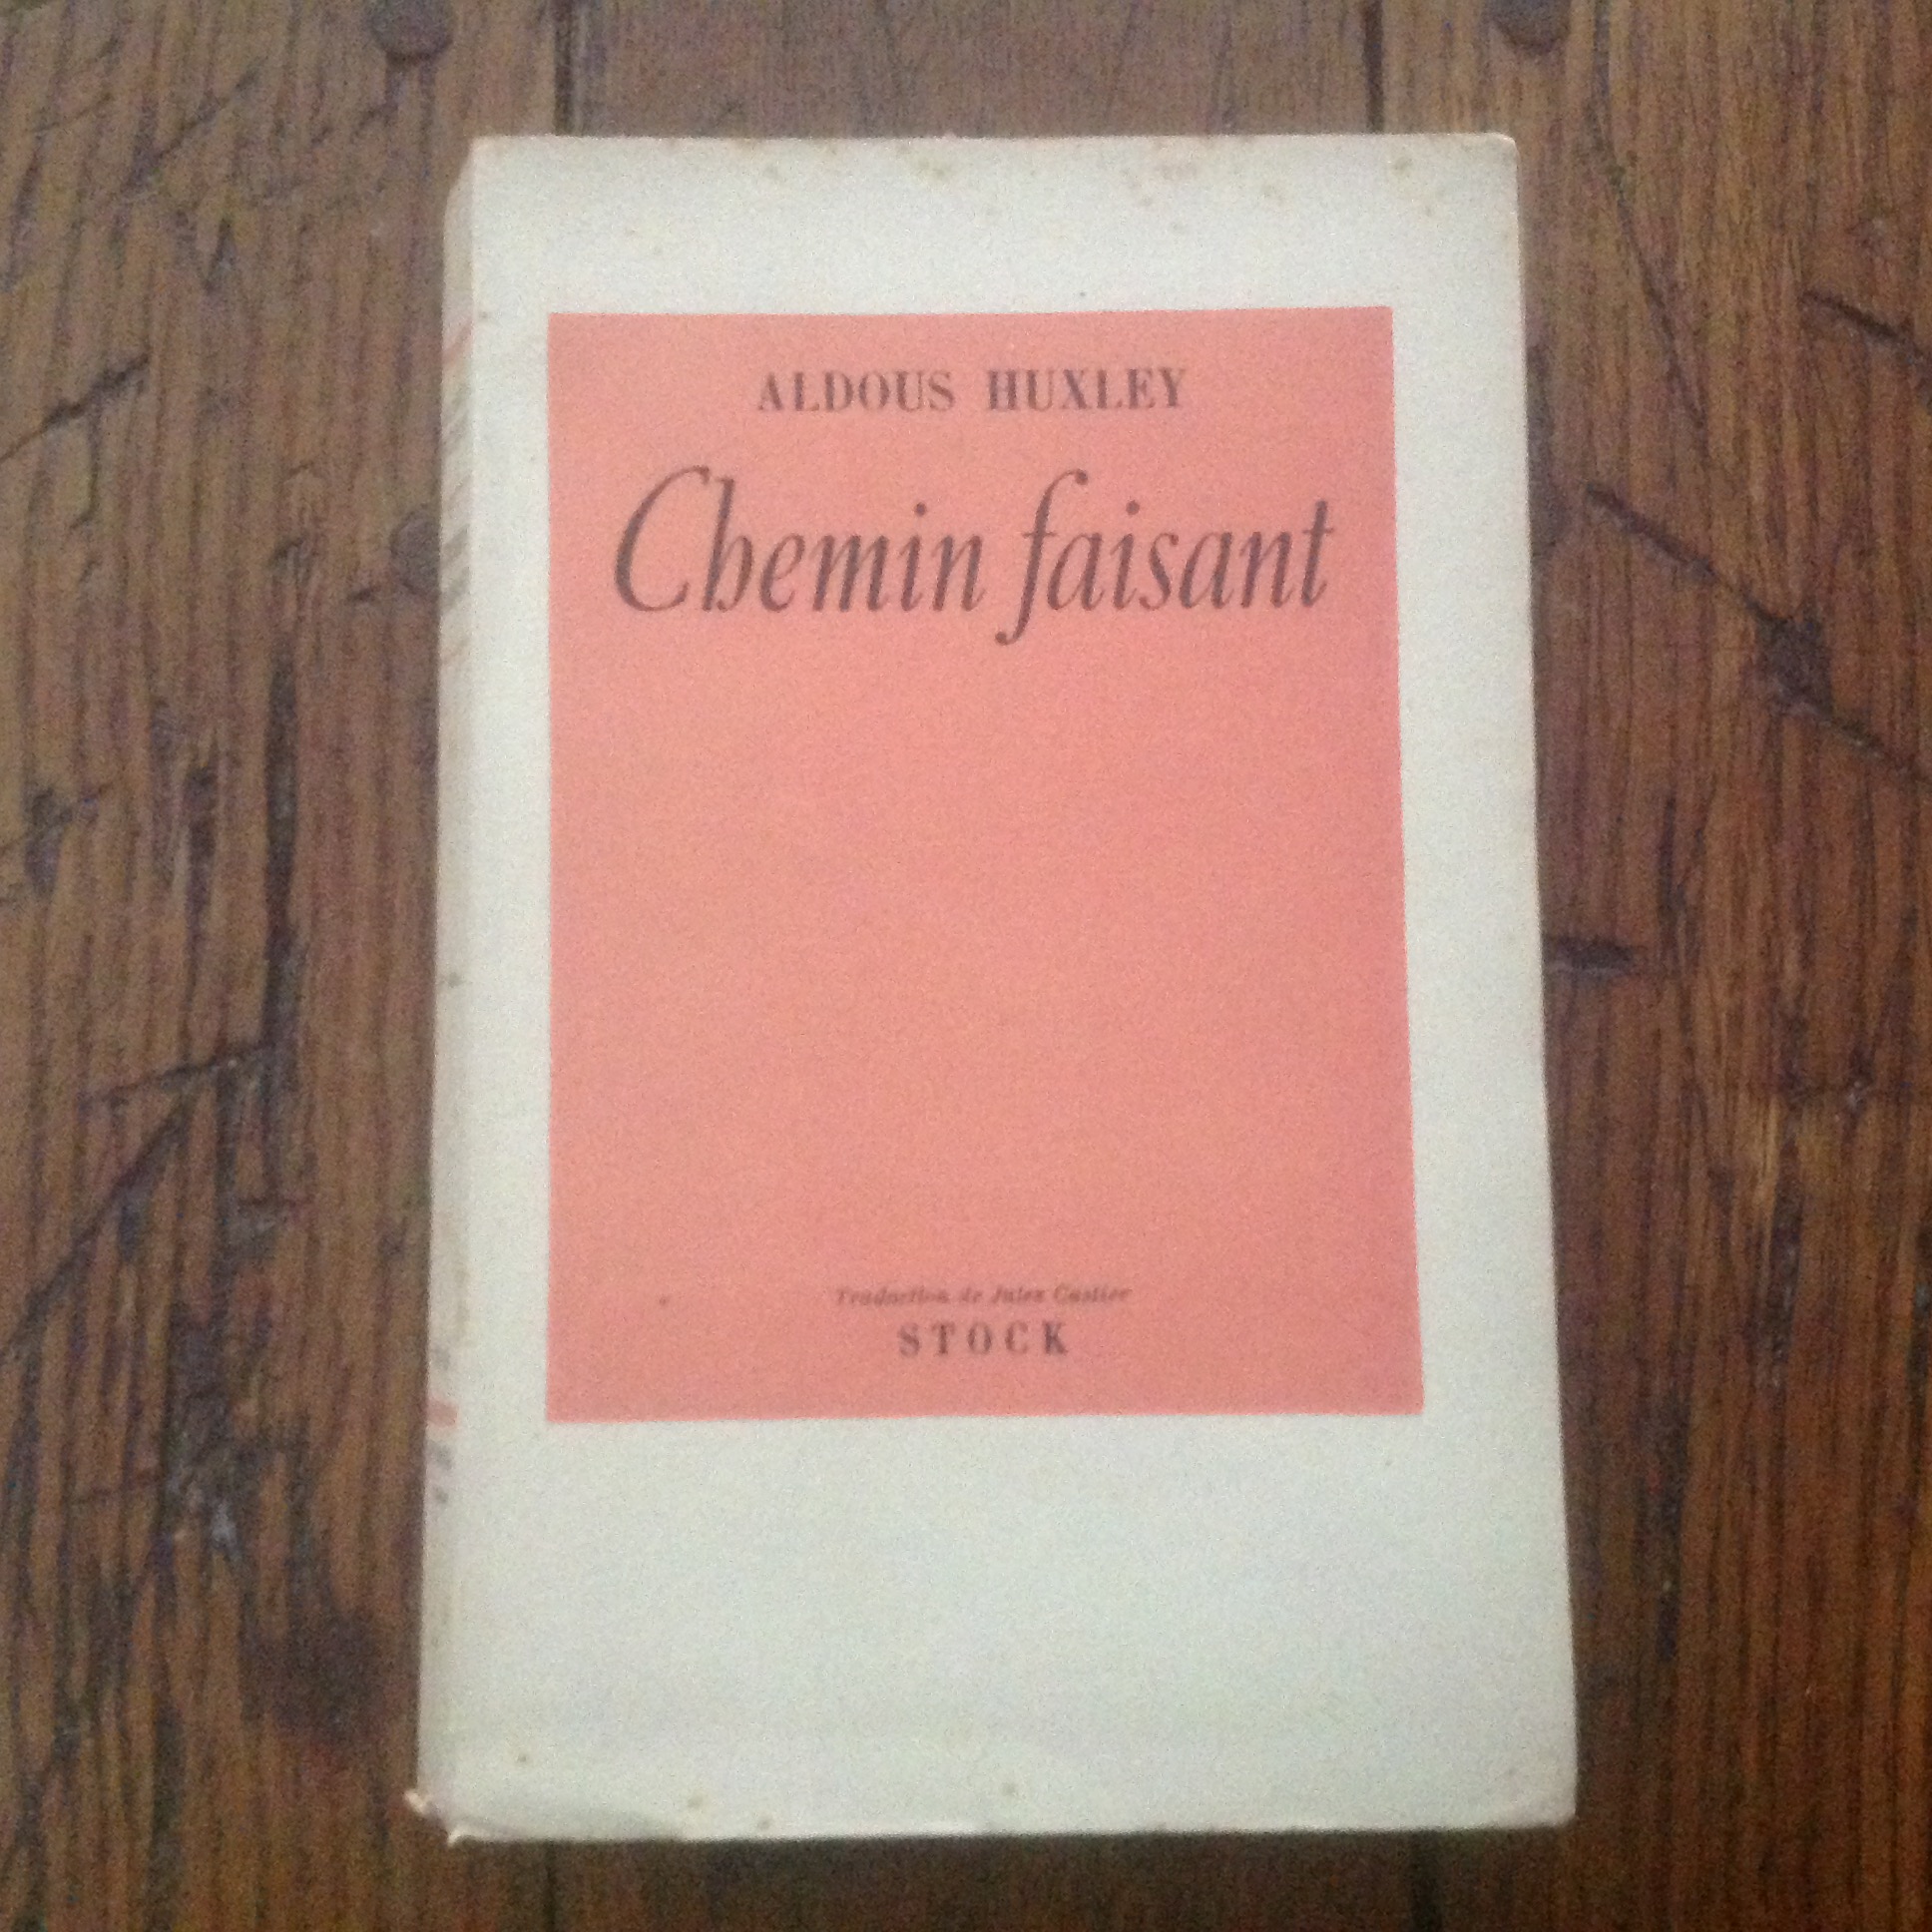 ALDOUS HUXLEY
Chemin faisant
Traduction de Jules Castier
STOCK